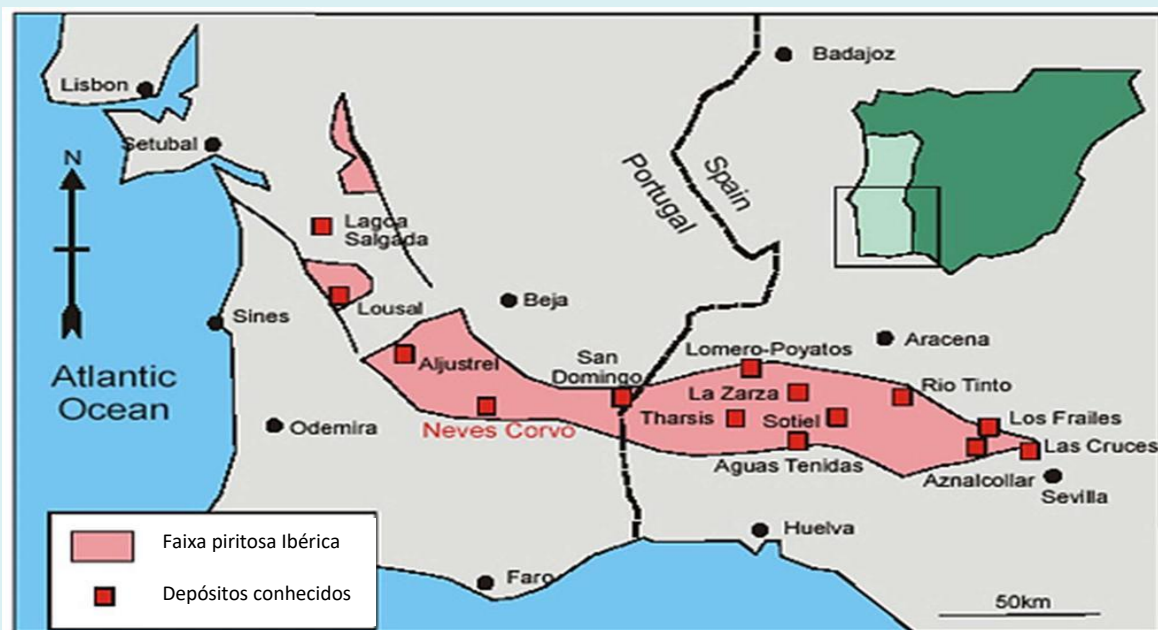 Badajoz
Lisbon
Setubal
N
Portugal
Spain
Lagoa
Salgada
Beja
Lousal
Sines
Aracena
San
Domingo
Lomero-Poyatos
Aljustrel
La Zarza
Rio Tinto
Atlantic
Ocean
Tharsis
Sotiel
Los Frailes
Odemira
Neves Corvo
Las Cruces
Aguas Tenidas
Aznalcollar
Sevilla
Huelva
Faixa piritosa Ibérica
Faro
Depósitos conhecidos
50km